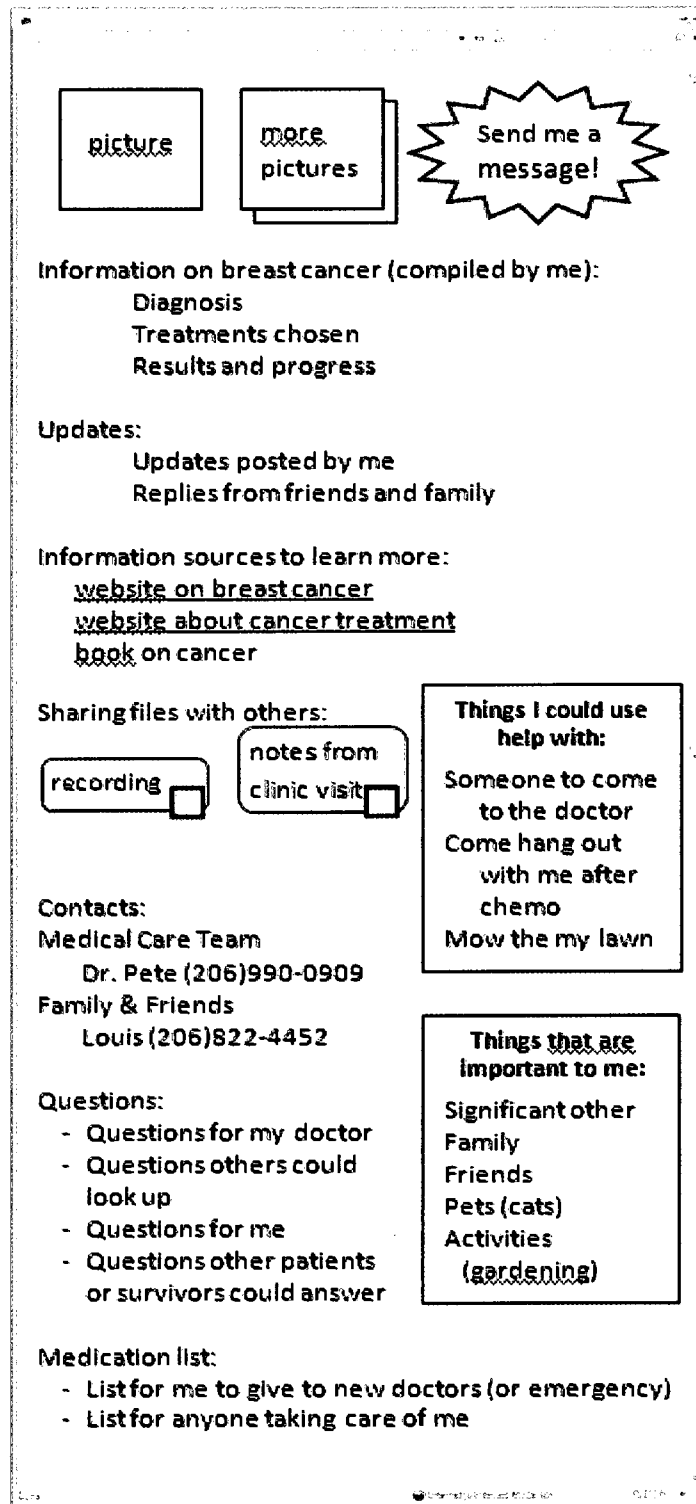 picture
more
pictures
Send me a
message!
Information on breast cancer (compiled by me):
Diagnosis
Treatments chosen
Results and progress
Updates:
Updates posted by me
Replies from friends and family
Information sources to learn more:
website on breast cancer
website about cancer treatment
book on cancer
Sharing files with others:
recording
notes from
clinic visit
Things I could use
help with:
Someone to come
to the doctor
Come hang out
with me after
chemo
Mow the my lawn
Contacts:
Medical Care Team
Dr. Pete (206)990-0909
Family & Friends
Louis (206)822-4452
Things that are
important to me:
Significant other
Family
Friends
Pets (cats)
Activities
(gardening)
Questions:
- Questions for my doctor
- Questions others could
look up
- Questions for me
- Questions other patients
or survivors could answer
Medication list:
- List for me to give to new doctors (or emergency)
- List for anyone taking care of me